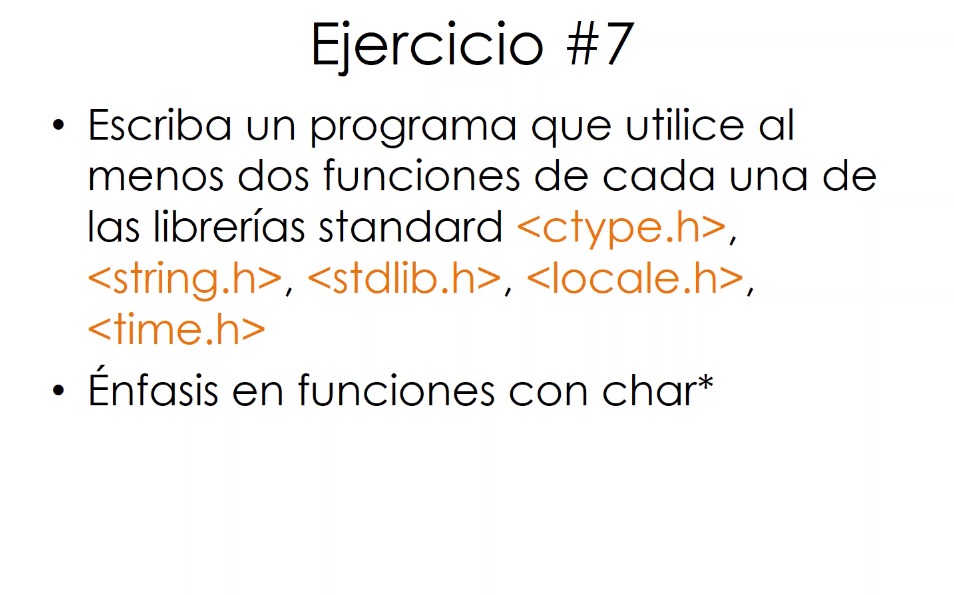 Ejercicio #7
• Escriba un programa que utilice al
menos dos funciones de cada una de
las librerías standard <ctype.h>,
<string.h>, <stdlib.h>, <locale.h>,
<time.h>
• Énfasis en funciones con char*